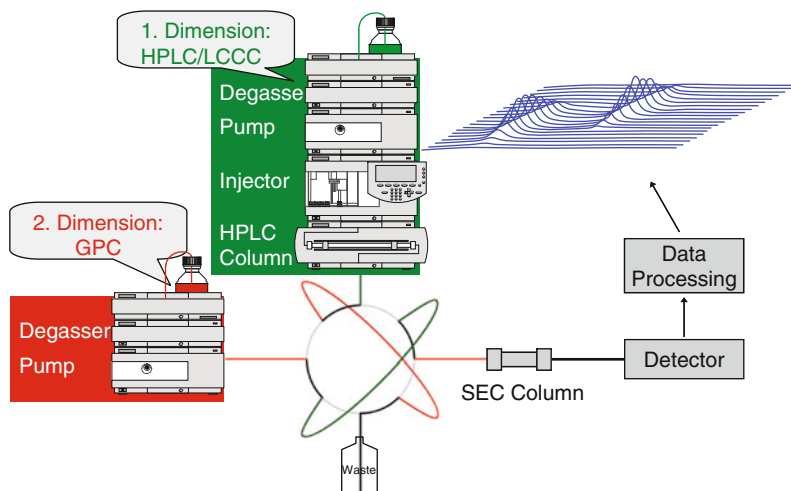 1. Dimension:
HPLC/LCCC
Degasse
Pump
Injector
HPLC
Column
2. Dimension:
GPC
Degasser
Pump
SEC Column
Detector
Data
Processing
Waste